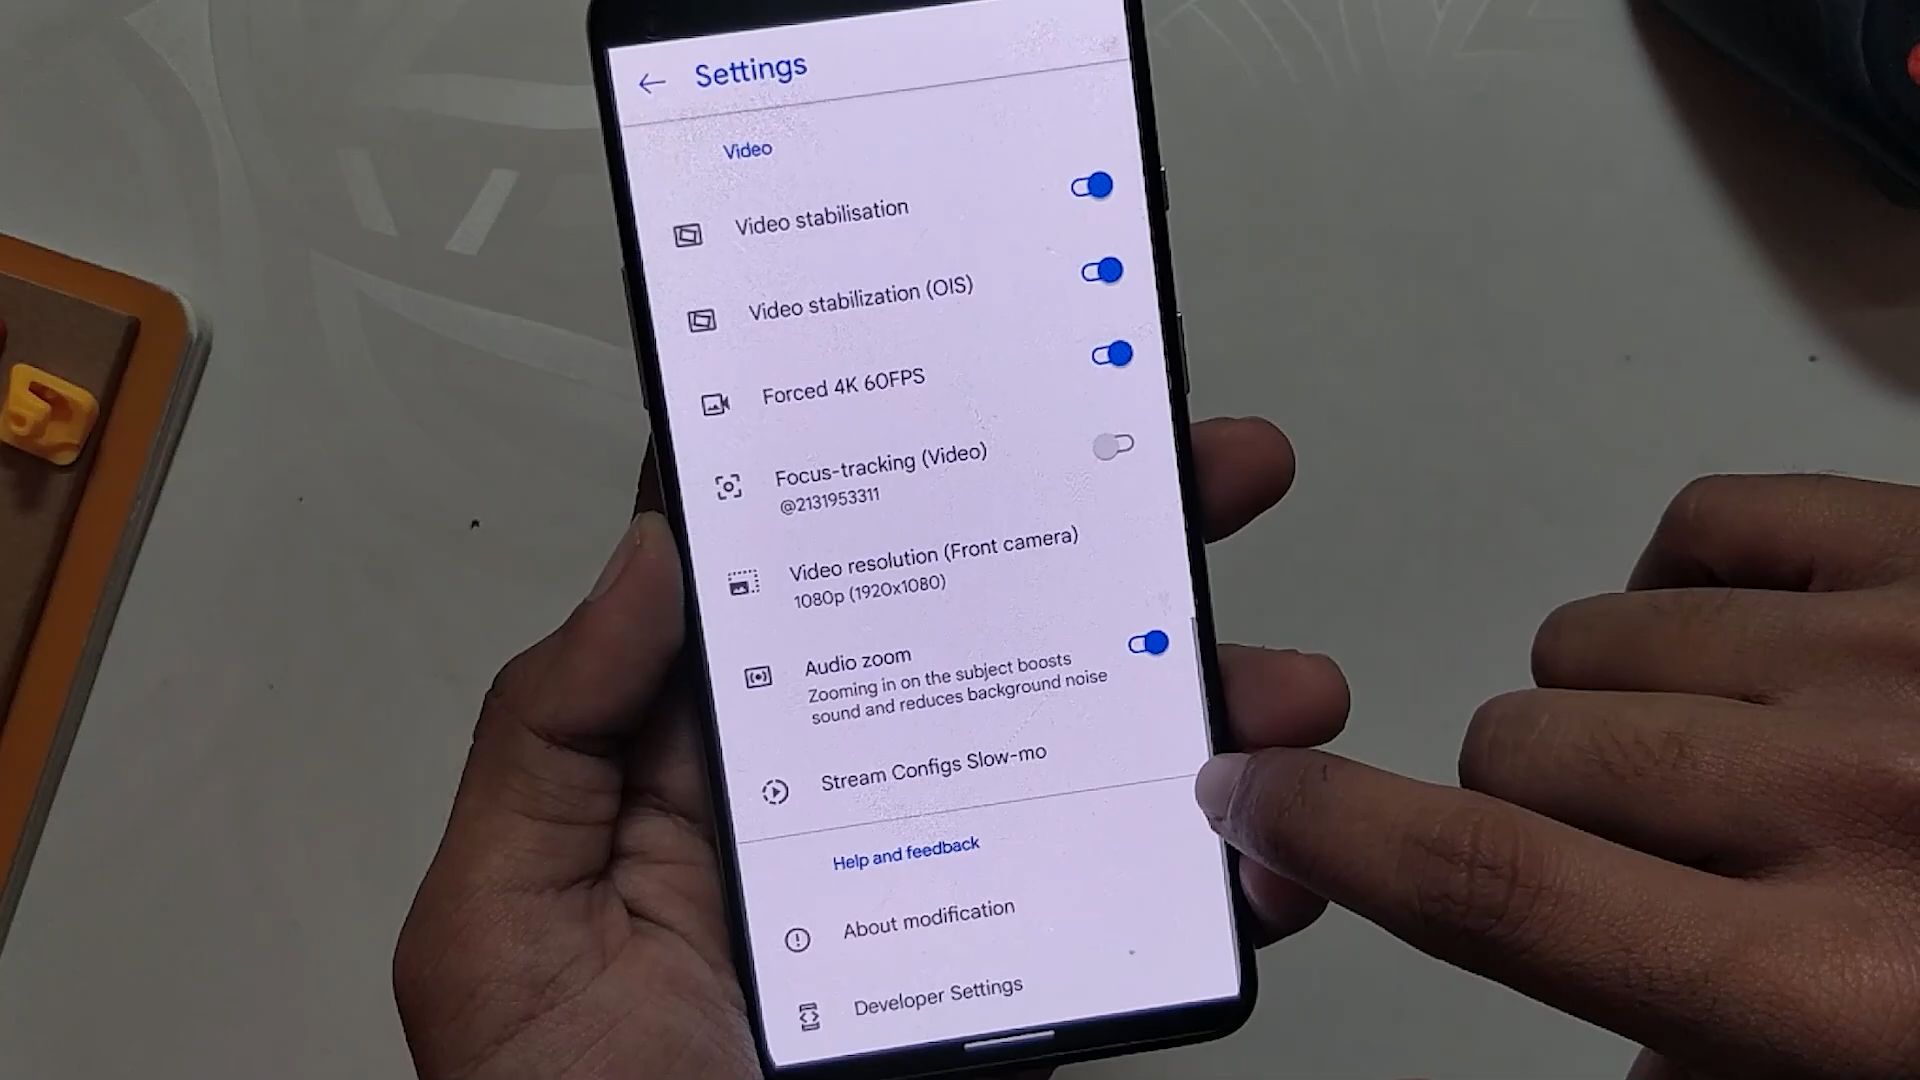 Settings
Video
Video stabilisation
Video stabilization (OIS)
Forced 4K 60FPS
Focus-tracking (Video)
@2131953311
Video resolution (Front camera)
1080p (1920x1080)
Audio zoom
Zooming in on the subject boosts
sound and reduces background noise
Stream Configs Slow-mo
Help and feedback
About modification
Developer Settings